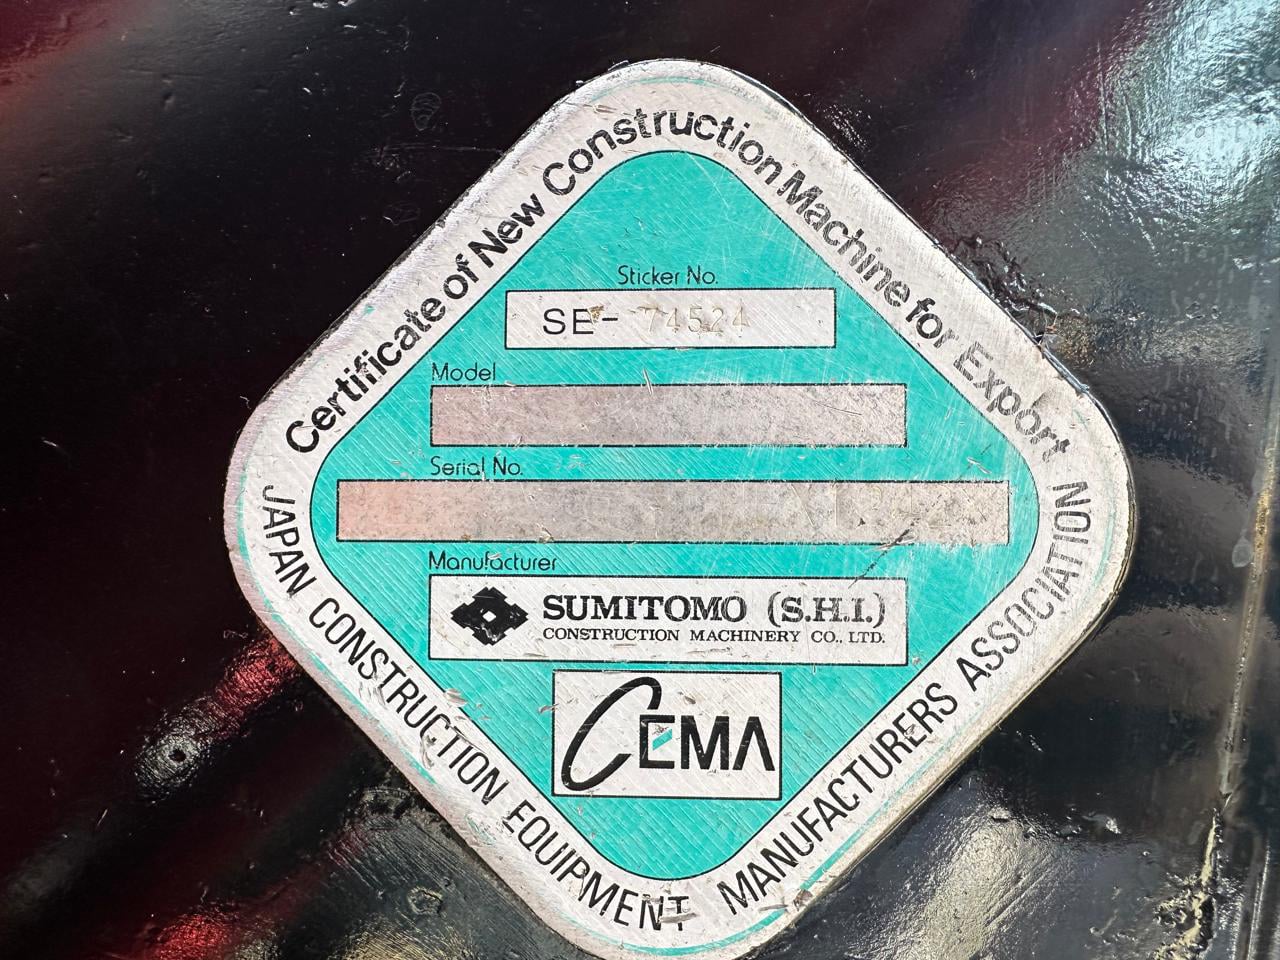 Certificate of New Construction Machine for Export
Sticker No.
SE- 74524
Model
Serial No.
Manufacturer
SUMITOMO (S.H.I.)
CONSTRUCTION MACHINERY CO., LTD.
CEMA
JAPAN CONSTRUCTION EQUIPMENT MANUFACTURERS ASSOCIATION